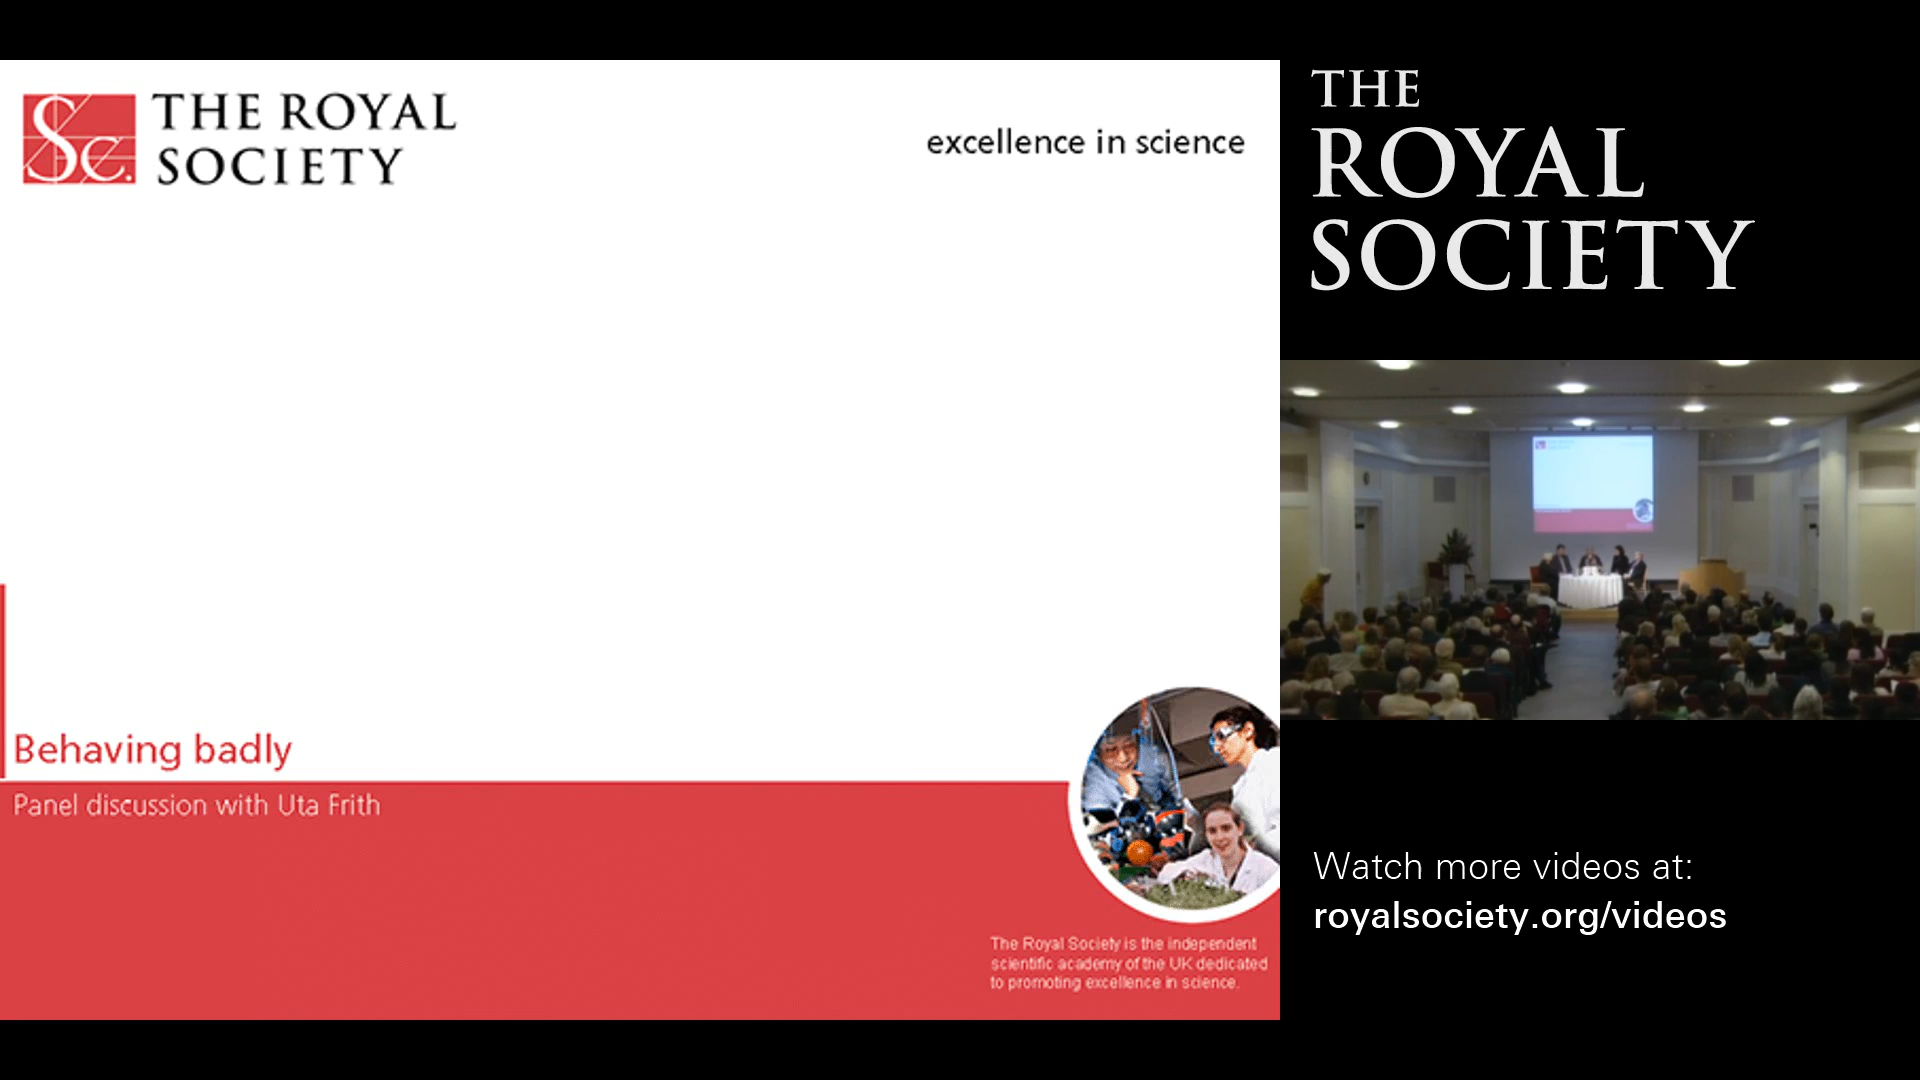 Sc.
THE ROYAL
SOCIETY
excellence in science
Behaving badly
Panel discussion with Uta Frith
The Royal Society is the independent
scientific academy of the UK dedicated
to promoting excellence in science.
THE
ROYAL
SOCIETY
Watch more videos at:
royalsociety.org/videos